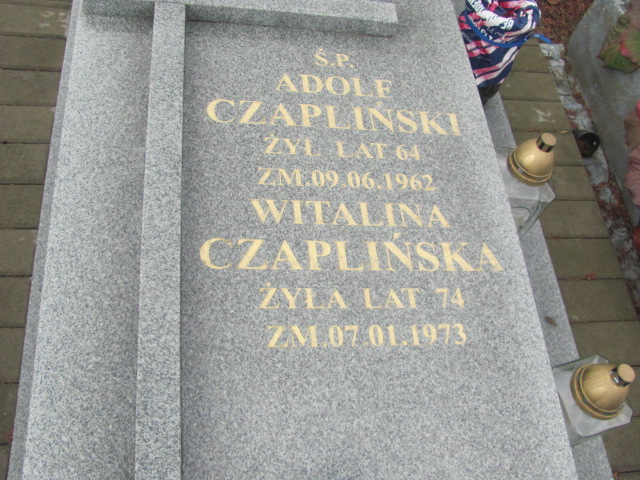 Ś.P.
ADOLF
CZAPLIŃSKI
ŻYŁ LAT 64
ZM.09.06.1962
WITALINA
CZAPLIŃSKA
ŻYŁA LAT 74
ZM.07.01.1973